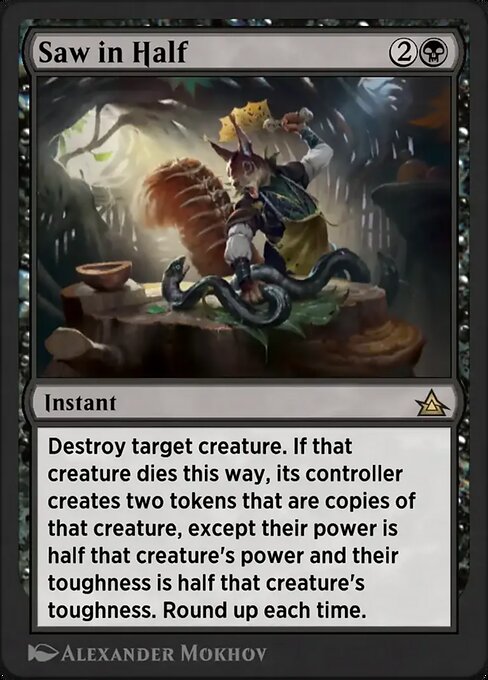 Saw in Half 2
Instant
Destroy target creature. If that
creature dies this way, its controller
creates two tokens that are copies of
that creature, except their power is
half that creature's power and their
toughness is half that creature's
toughness. Round up each time.
Alexander Mokhov